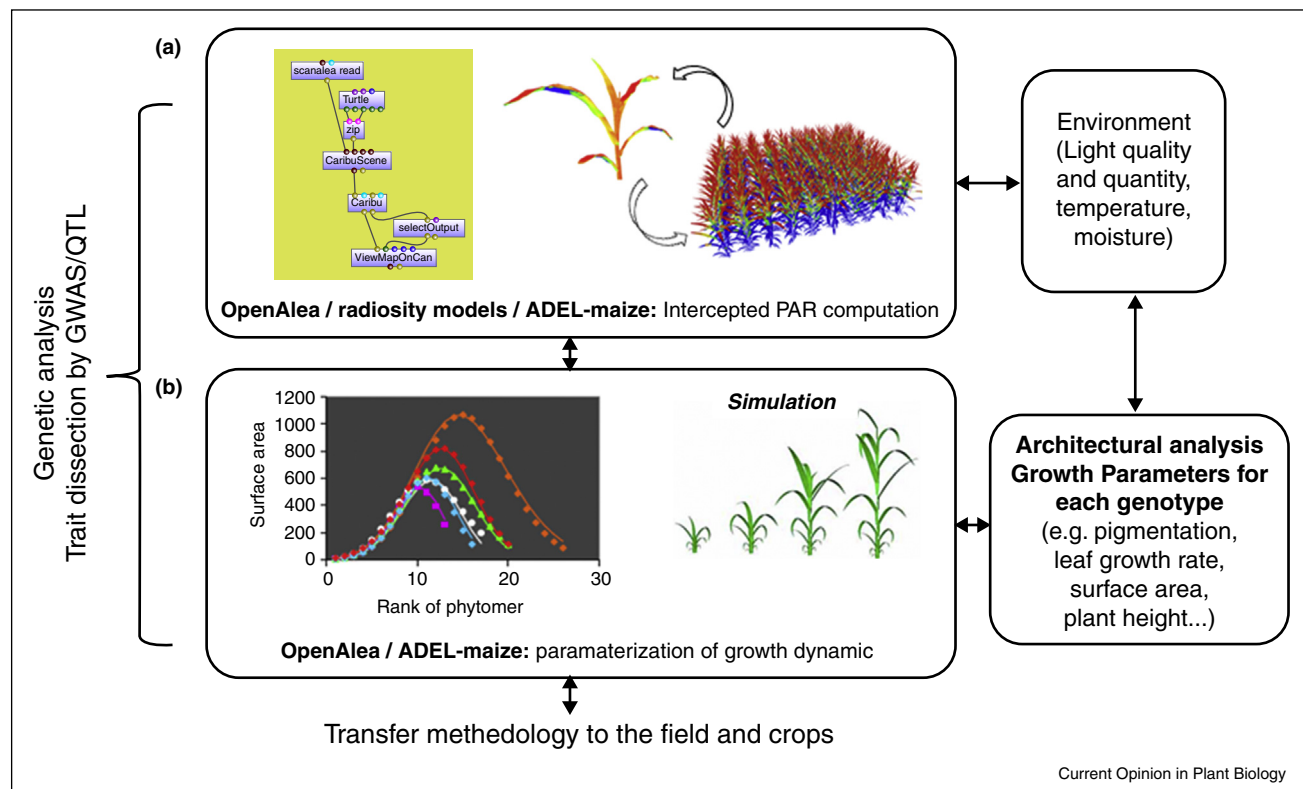 (a)
scanalea read
Turtle
zip
CaribuScene
Caribu
selectOutput
ViewMapOnCan
OpenAlea / radiosity models / ADEL-maize: Intercepted PAR computation
Environment
(Light quality
and quantity,
temperature,
moisture)
Genetic analysis
Trait dissection by GWAS/QTL
(b)
1200
1000
800
600
400
200
0
Surface area
0 10 20 30
Rank of phytomer
Simulation
OpenAlea / ADEL-maize: paramaterization of growth dynamic
Architectural analysis
Growth Parameters for
each genotype
(e.g. pigmentation,
leaf growth rate,
surface area,
plant height...)
Transfer methedology to the field and crops
Current Opinion in Plant Biology